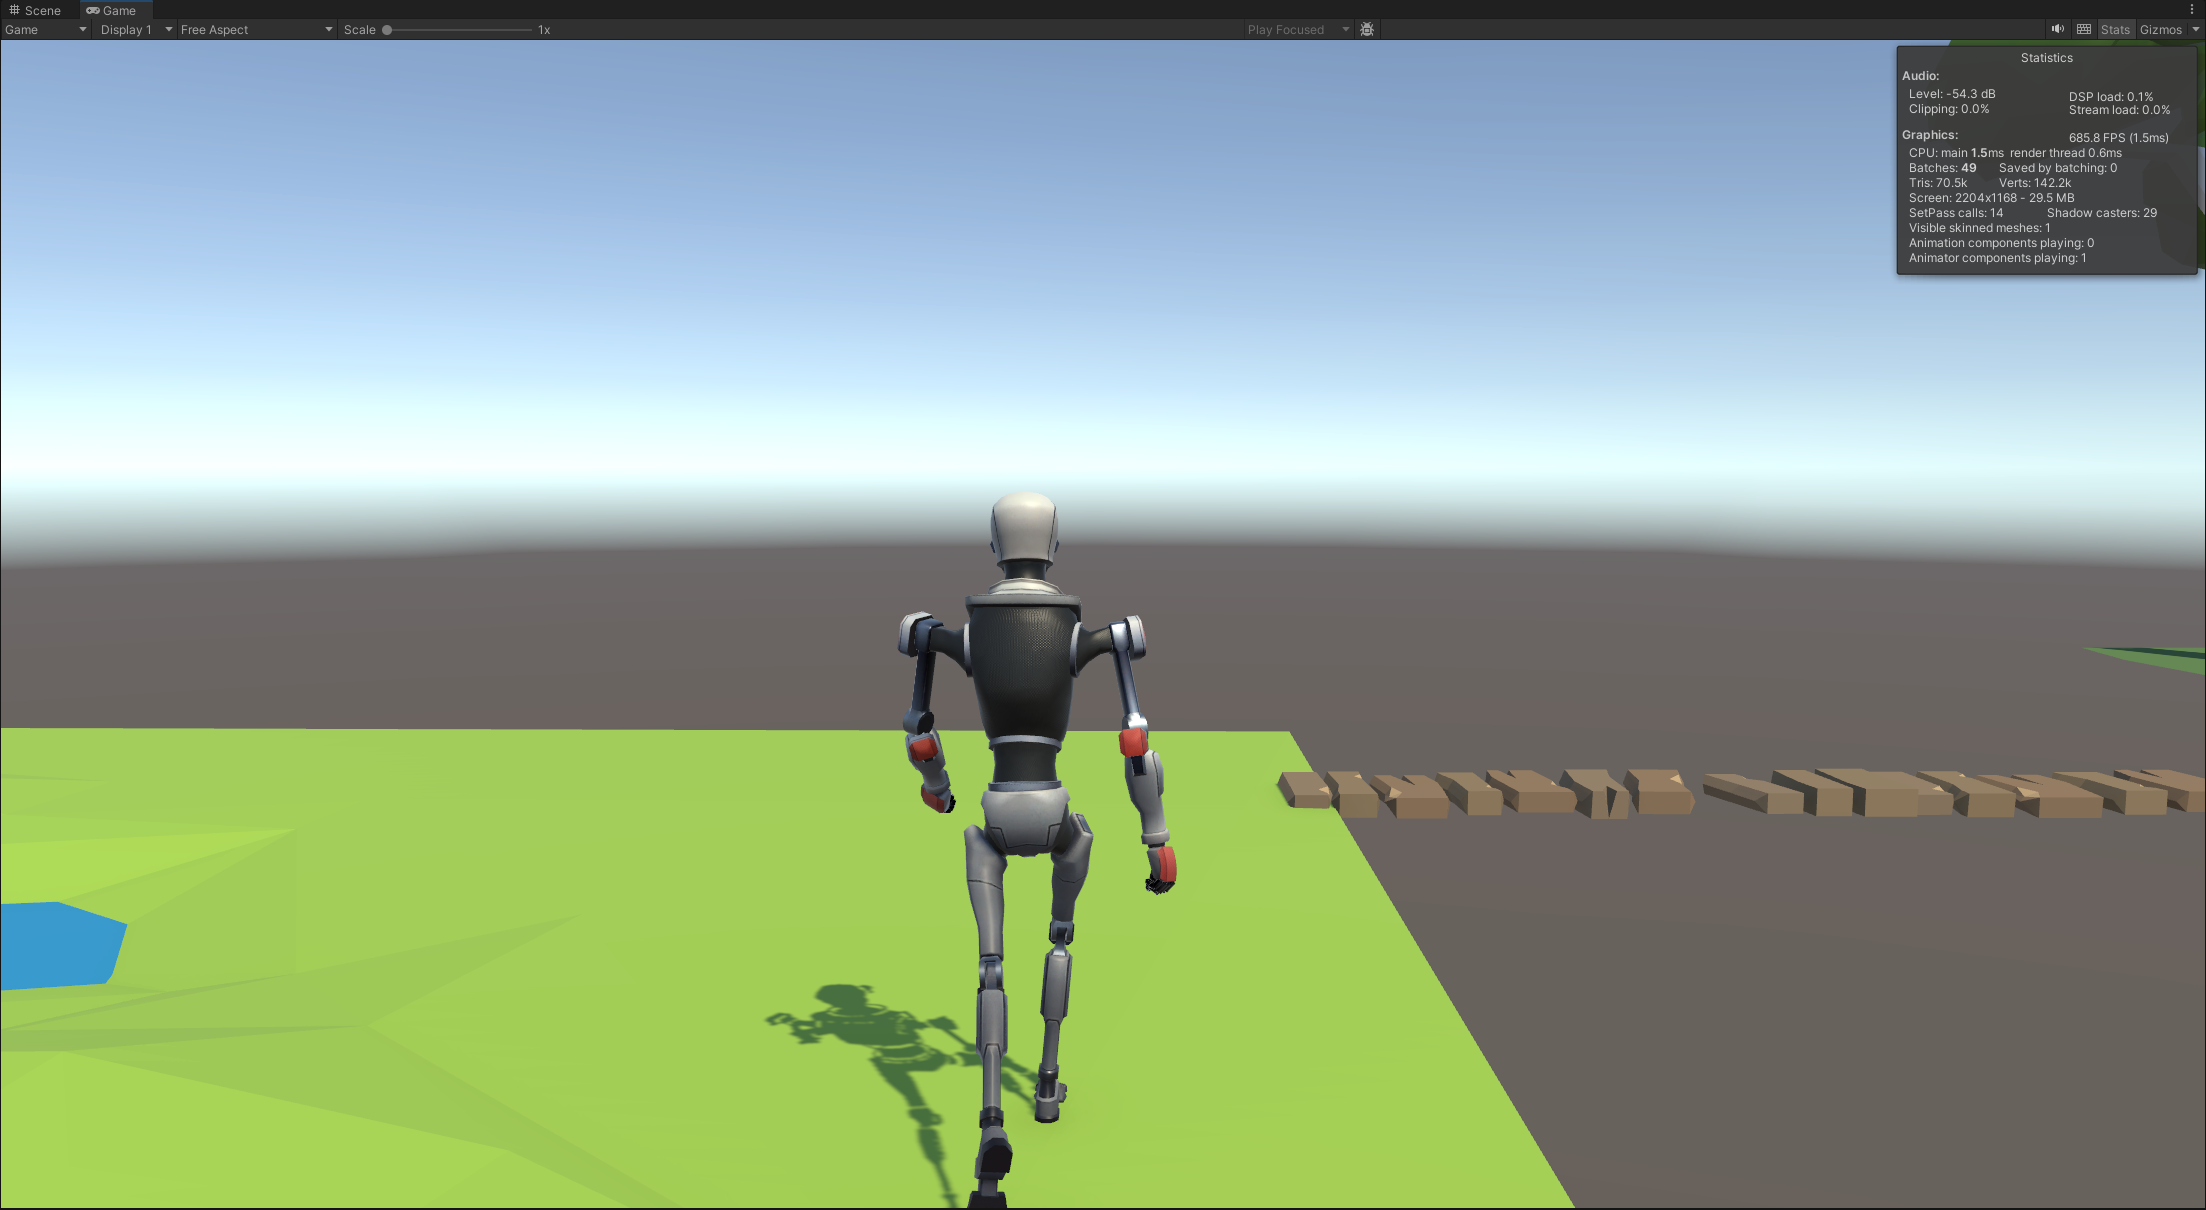 Scene Game
Game Display 1 Free Aspect Scale 1x Play Focused Stats Gizmos
Statistics
Audio:
Level: -54.3 dB DSP load: 0.1%
Clipping: 0.0% Stream load: 0.0%
Graphics: 685.8 FPS (1.5ms)
CPU: main 1.5ms render thread 0.6ms
Batches: 49 Saved by batching: 0
Tris: 70.5k Verts: 142.2k
Screen: 2204x1168 - 29.5 MB
SetPass calls: 14 Shadow casters: 29
Visible skinned meshes: 1
Animation components playing: 0
Animator components playing: 1